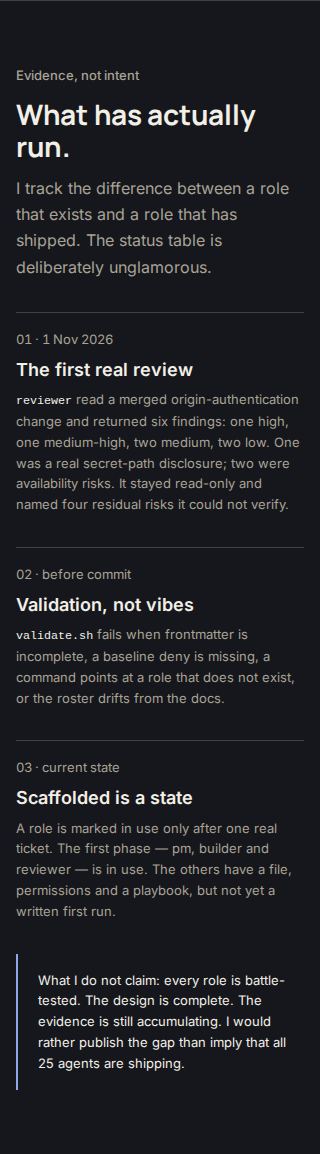 Evidence, not intent
What has actually
run.
I track the difference between a role
that exists and a role that has
shipped. The status table is
deliberately unglamorous.
01 · 1 Nov 2026
The first real review
reviewer read a merged origin-authentication
change and returned six findings: one high,
one medium-high, two medium, two low. One
was a real secret-path disclosure; two were
availability risks. It stayed read-only and
named four residual risks it could not verify.
02 · before commit
Validation, not vibes
validate.sh fails when frontmatter is
incomplete, a baseline deny is missing, a
command points at a role that does not exist,
or the roster drifts from the docs.
03 · current state
Scaffolded is a state
A role is marked in use only after one real
ticket. The first phase — pm, builder and
reviewer — is in use. The others have a file,
permissions and a playbook, but not yet a
written first run.
What I do not claim: every role is battle-
tested. The design is complete. The
evidence is still accumulating. I would
rather publish the gap than imply that all
25 agents are shipping.